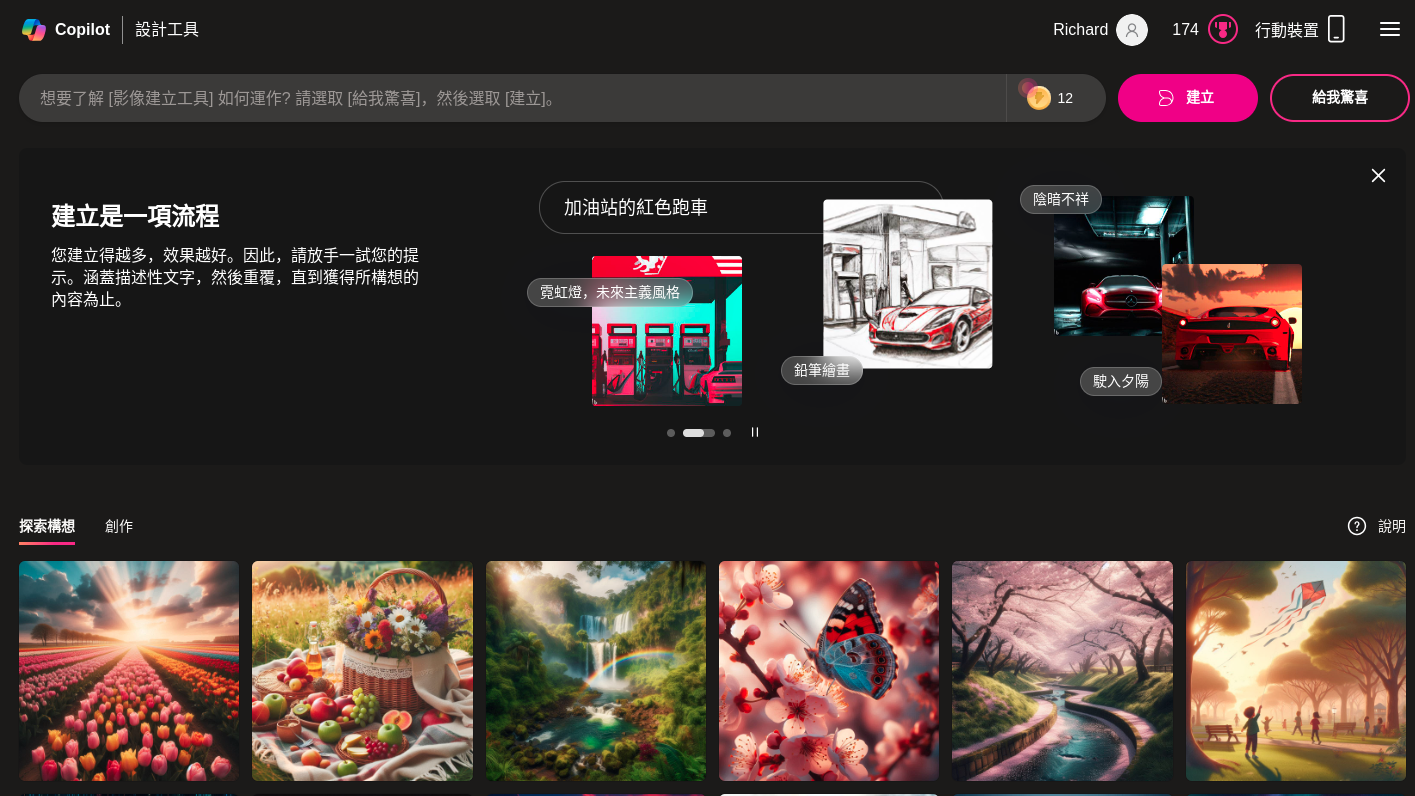 Copilot
設計工具
Richard
174
行動裝置
想要了解 [影像建立工具] 如何運作? 請選取 [給我驚喜]，然後選取 [建立]。
12
建立
給我驚喜
建立是一項流程
您建立得越多，效果越好。因此，請放手一試您的提
示。涵蓋描述性文字，然後重覆，直到獲得所構想的
內容為止。
加油站的紅色跑車
霓虹燈，未來主義風格
鉛筆繪畫
陰暗不祥
駛入夕陽
探索構想
創作
說明